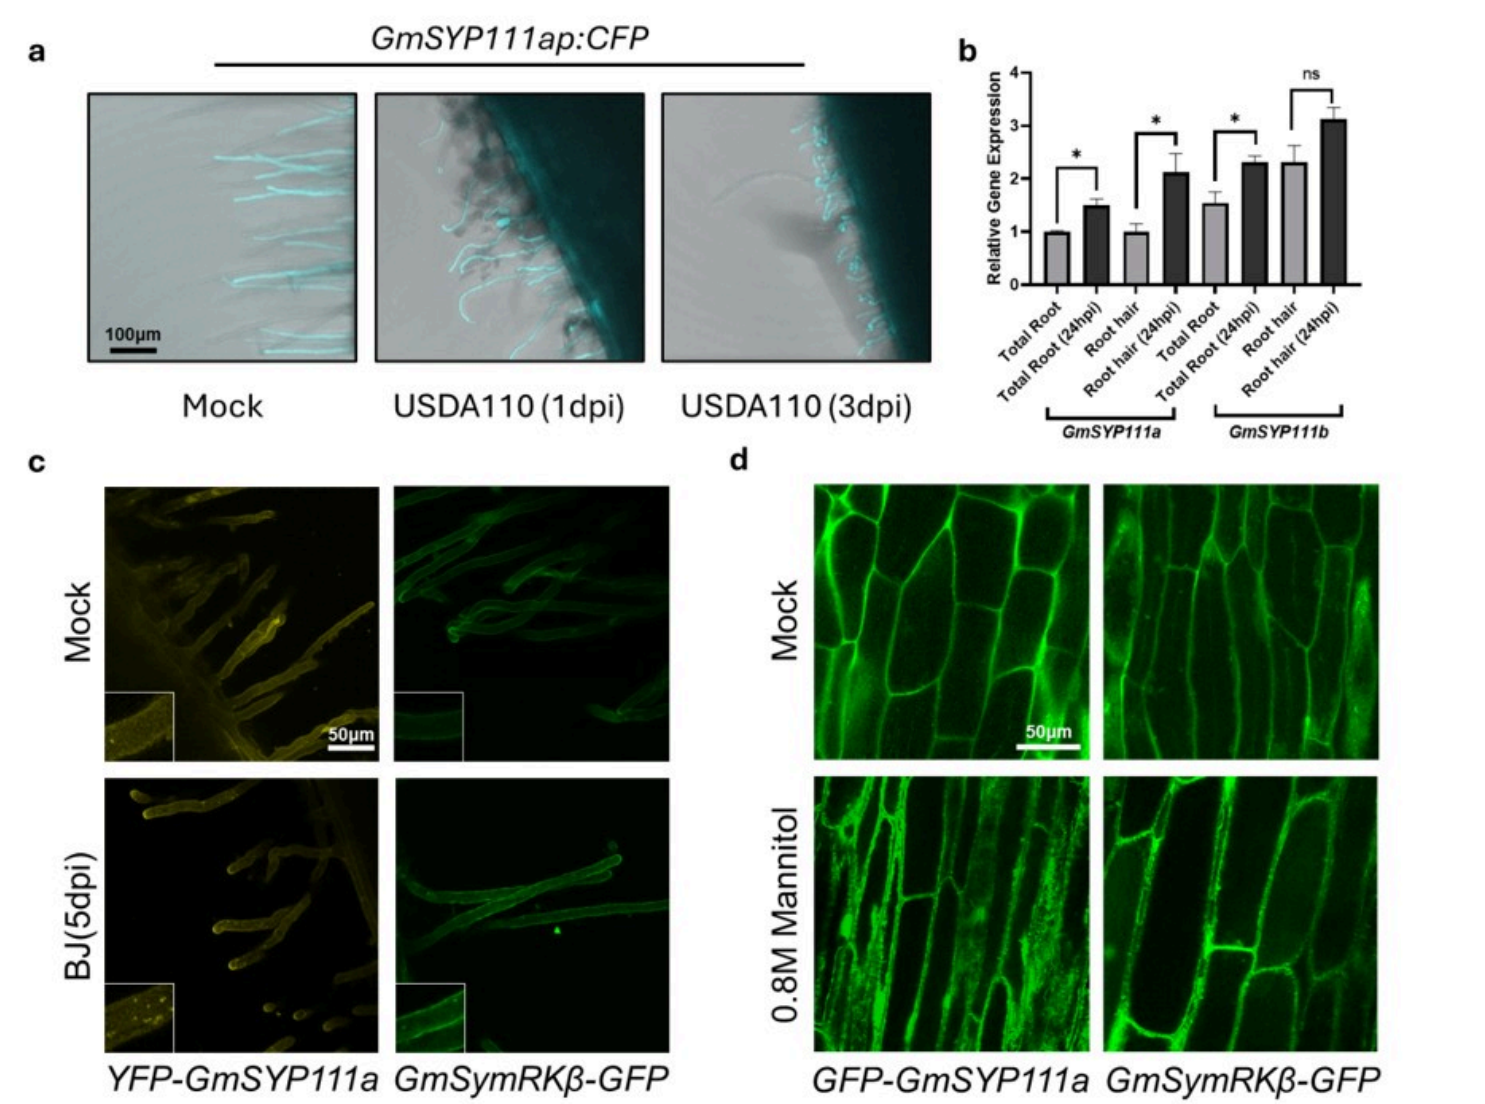 a
GmSYP111ap:CFP
100µm
Mock
USDA110 (1dpi)
USDA110 (3dpi)
b
Relative Gene Expression
4
3
2
1
0
*
*
*
ns
Total Root
Total Root (24hpi)
Root hair
Root hair (24hpi)
Total Root
Total Root (24hpi)
Root hair
Root hair (24hpi)
GmSYP111a
GmSYP111b
c
Mock
50µm
BJ(5dpi)
YFP-GmSYP111a
GmSymRKβ-GFP
d
Mock
50µm
0.8M Mannitol
GFP-GmSYP111a
GmSymRKβ-GFP